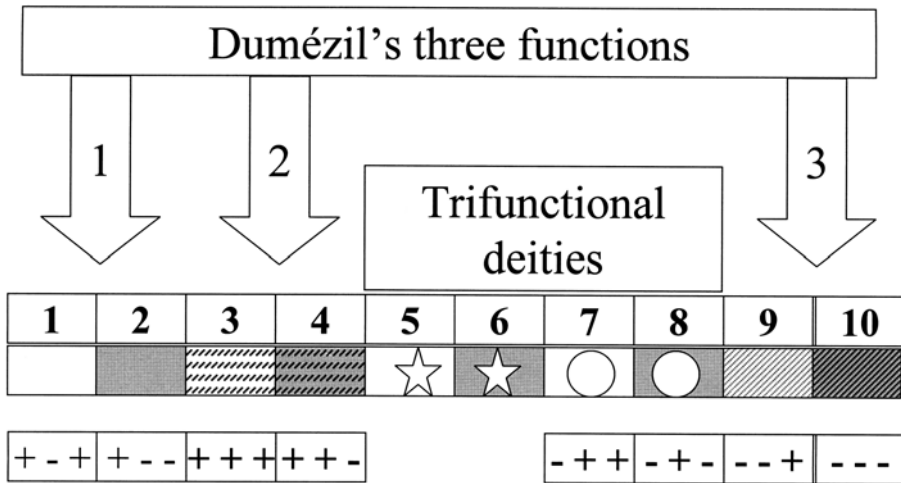 Dumézil's three functions
1
2
3
Trifunctional
deities
1 2 3 4 5 6 7 8 9 10
+ - + + - - + + + + + - - + + - + - - - + - - -